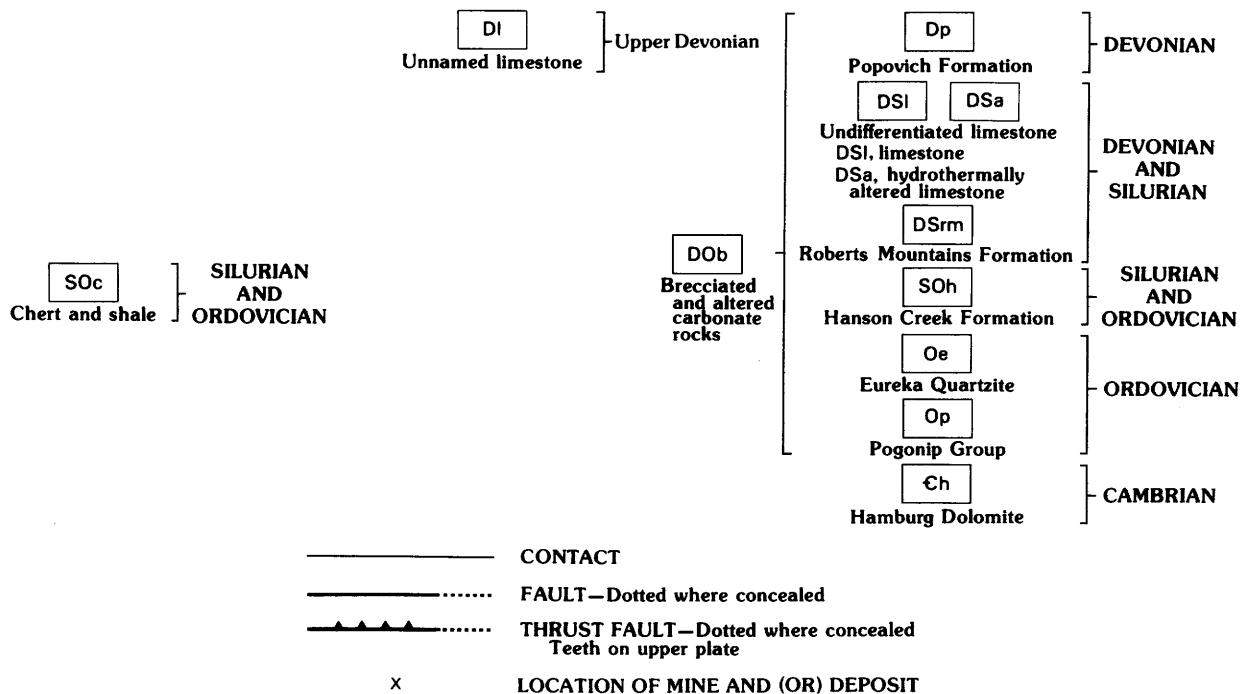 Dl
Unnamed limestone
Upper Devonian
Dp
Popovich Formation
DEVONIAN
DSl
DSa
Undifferentiated limestone
DSl, limestone
DSa, hydrothermally
altered limestone
DEVONIAN
AND
SILURIAN
DSrm
Roberts Mountains Formation
DOb
Brecciated
and altered
carbonate
rocks
SOc
Chert and shale
SILURIAN
AND
ORDOVICIAN
SOh
Hanson Creek Formation
SILURIAN
AND
ORDOVICIAN
Oe
Eureka Quartzite
Op
Pogonip Group
ORDOVICIAN
Ꞓh
Hamburg Dolomite
CAMBRIAN
CONTACT
FAULT—Dotted where concealed
THRUST FAULT—Dotted where concealed
Teeth on upper plate
x LOCATION OF MINE AND (OR) DEPOSIT